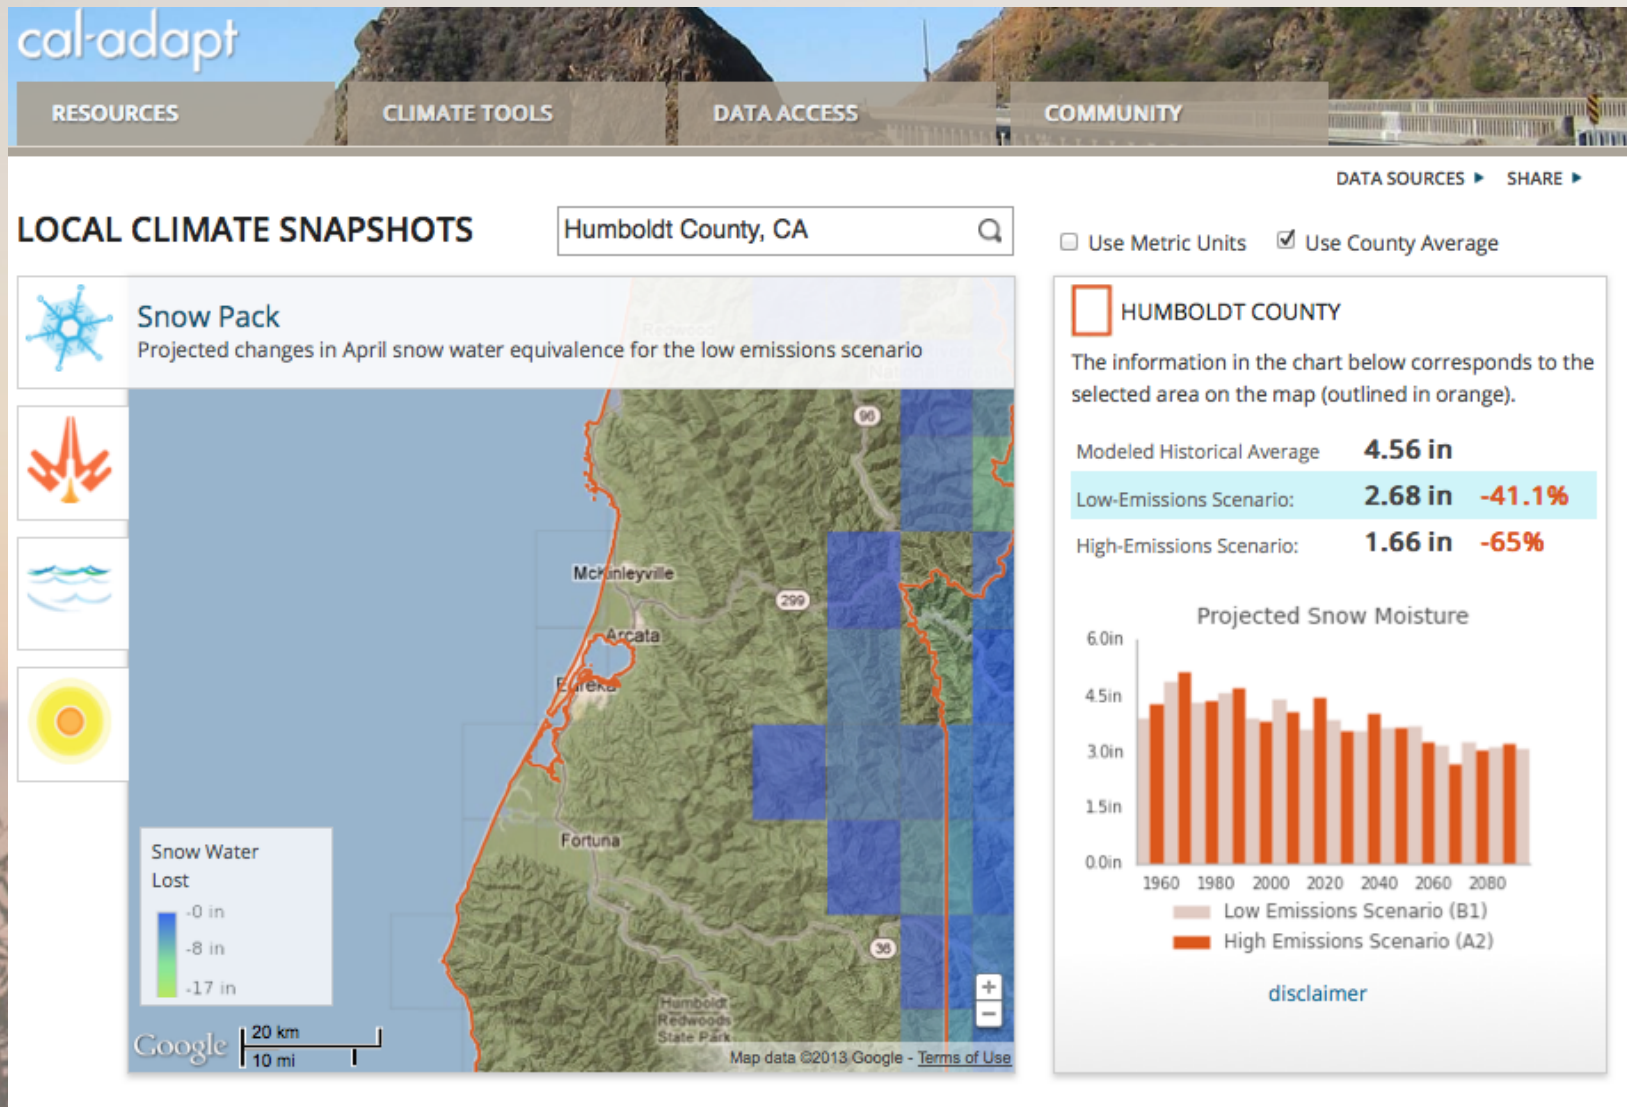 cal-adapt
RESOURCES
CLIMATE TOOLS
DATA ACCESS
COMMUNITY
DATA SOURCES
SHARE
LOCAL CLIMATE SNAPSHOTS
Humboldt County, CA
Use Metric Units
Use County Average
Snow Pack
Projected changes in April snow water equivalence for the low emissions scenario
Redwood
96
McKinleyville
299
Arcata
Eureka
Fortuna
36
Humboldt
Redwoods
State Park
Snow Water
Lost
-0 in
-8 in
-17 in
Google
20 km
10 mi
+
−
Map data ©2013 Google - Terms of Use
HUMBOLDT COUNTY
The information in the chart below corresponds to the
selected area on the map (outlined in orange).
Modeled Historical Average 4.56 in
Low-Emissions Scenario: 2.68 in -41.1%
High-Emissions Scenario: 1.66 in -65%
Projected Snow Moisture
6.0in
4.5in
3.0in
1.5in
0.0in
1960 1980 2000 2020 2040 2060 2080
Low Emissions Scenario (B1)
High Emissions Scenario (A2)
disclaimer